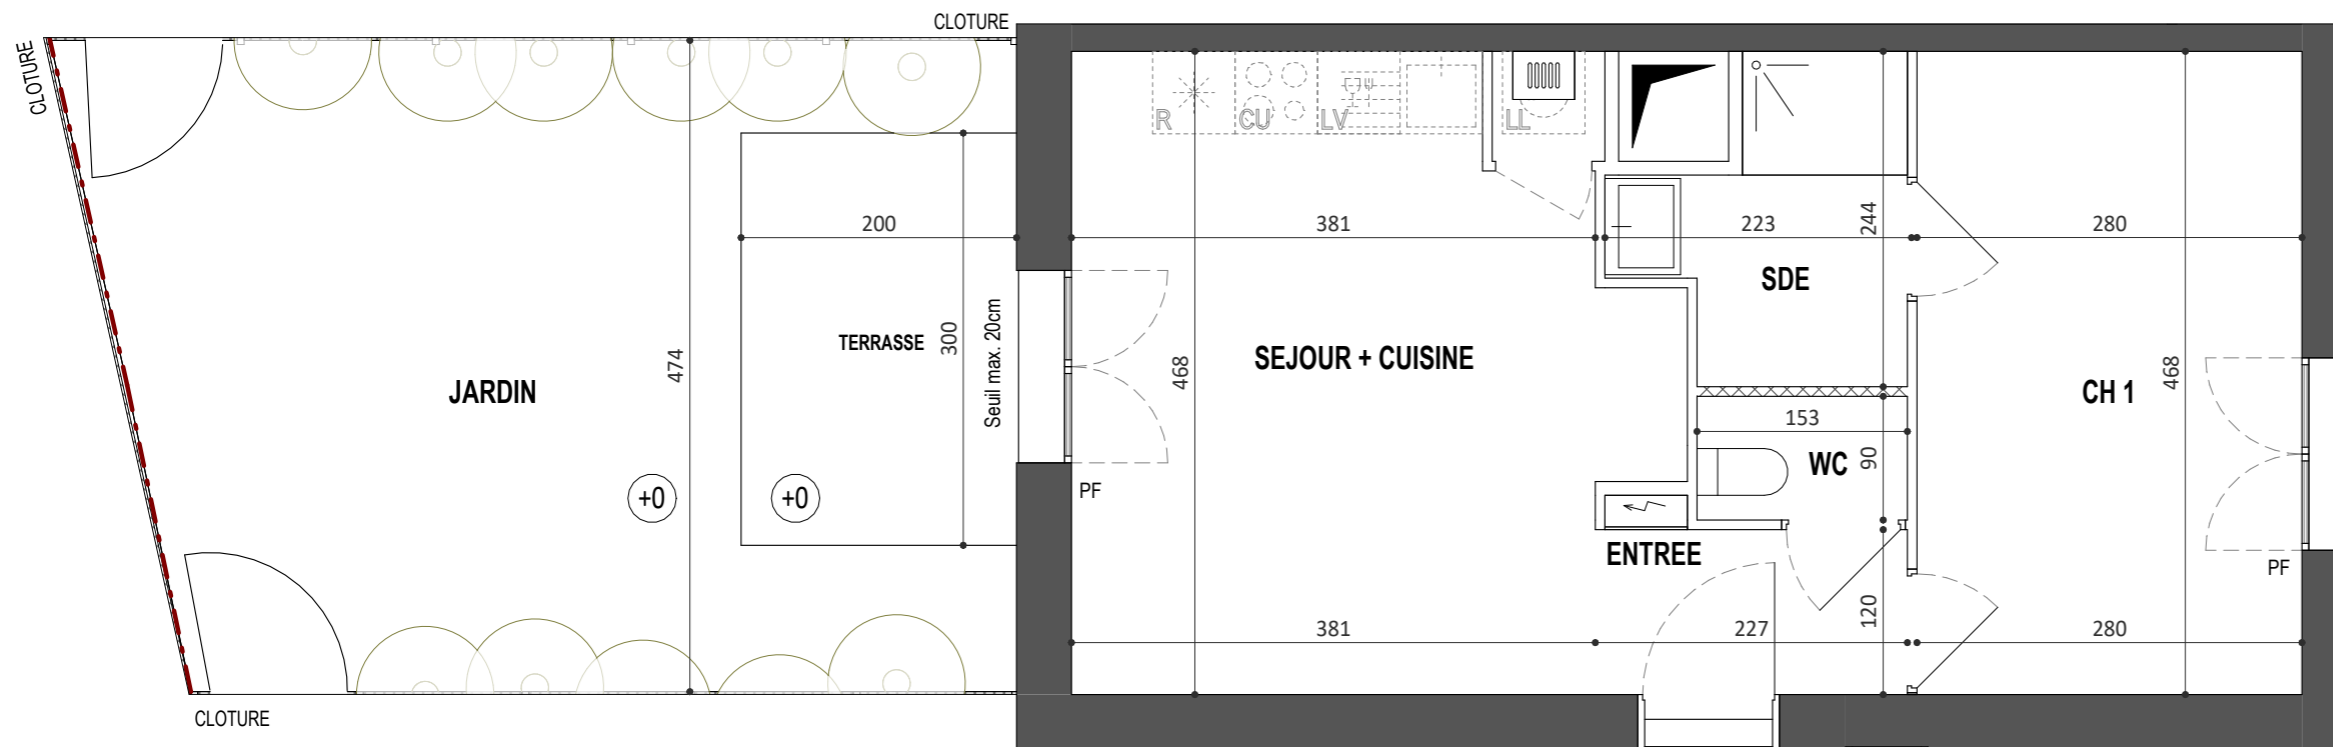 CLOTURE
CLOTURE
R
CU
LV
LL
200
381
223
244
280
SDE
TERRASSE
300
Seuil max. 20cm
474
468
SEJOUR + CUISINE
JARDIN
CH 1
468
153
WC
90
+0
+0
PF
ENTREE
PF
120
381
227
280
CLOTURE